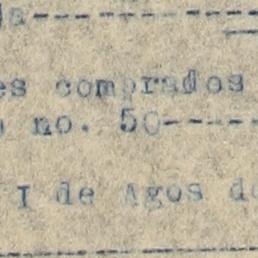 a---------
es comprados
no. 50-----
I de Agos de